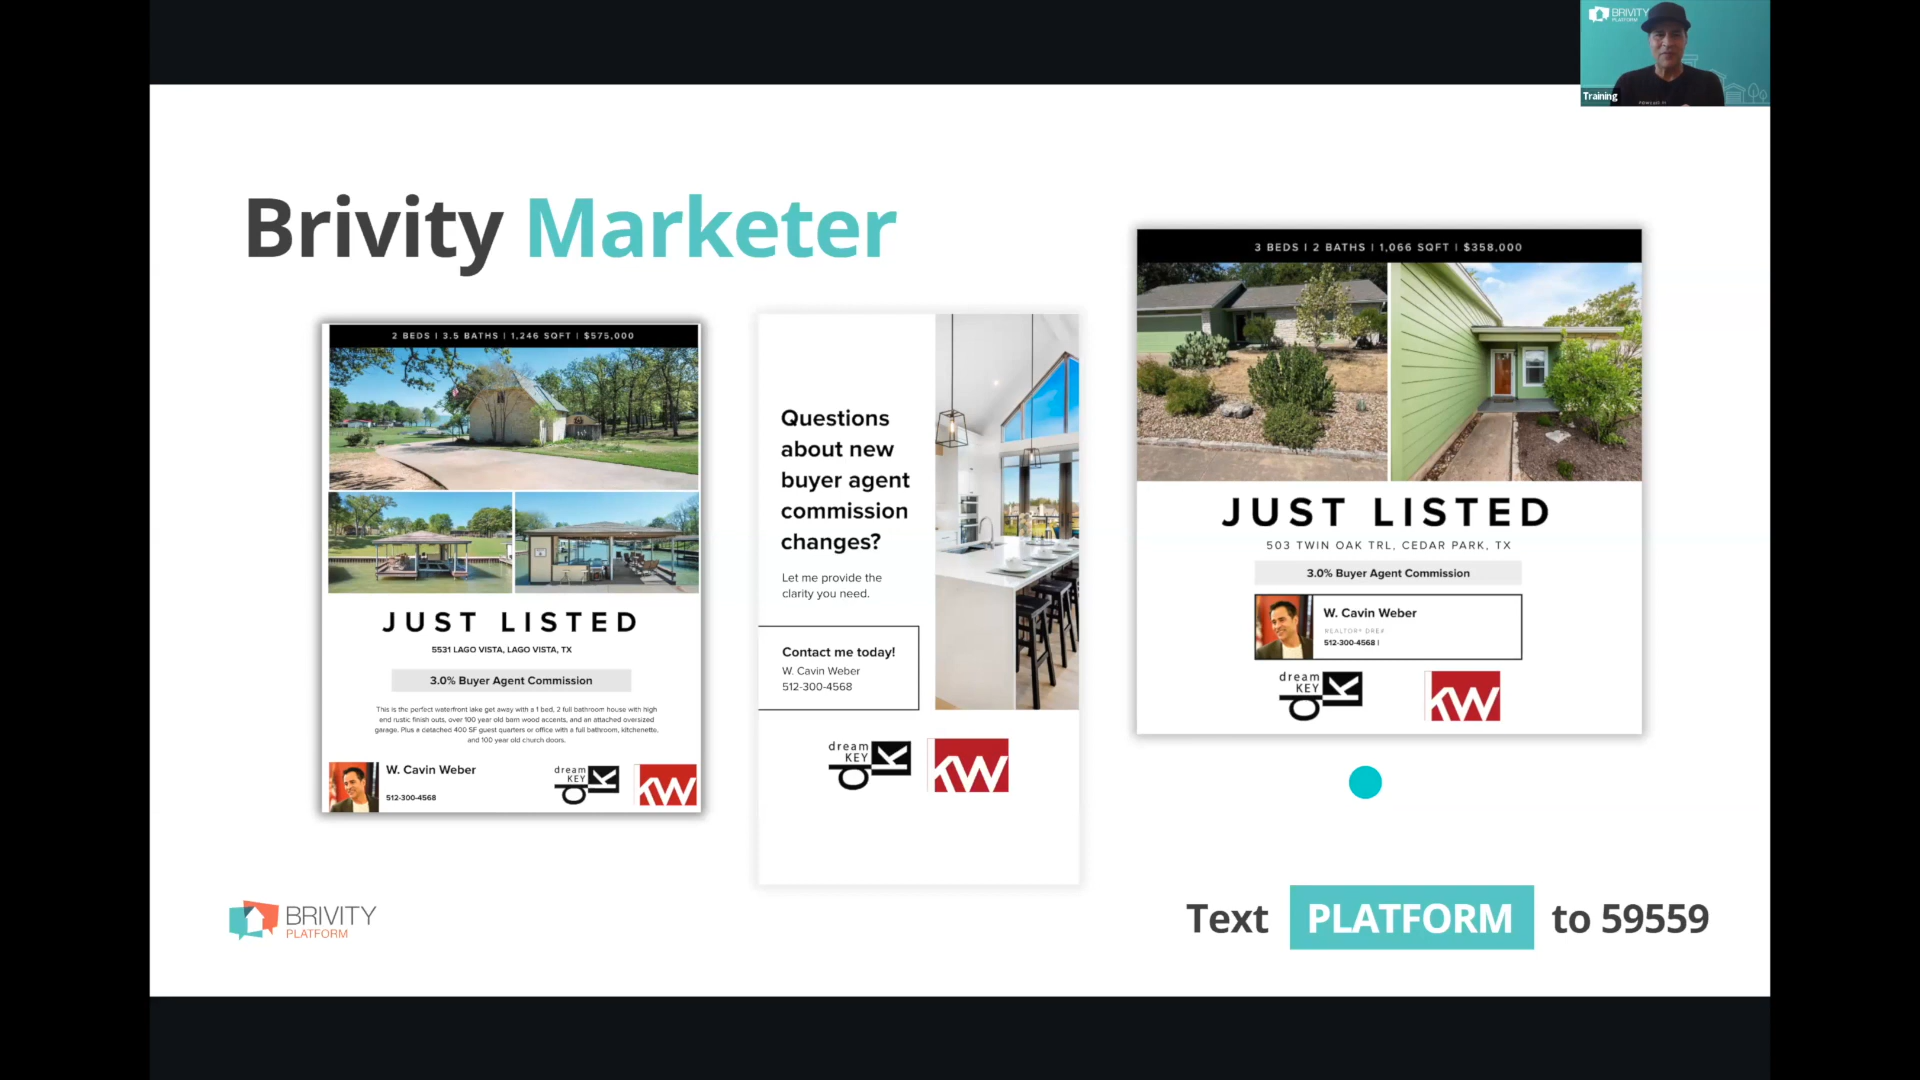 BRIVITY
PLATFORM
Training
Brivity Marketer
2 BEDS | 3.5 BATHS | 1,246 SQFT | $575,000
JUST LISTED
5531 LAGO VISTA, LAGO VISTA, TX
3.0% Buyer Agent Commission
This is the perfect waterfront lake get away with a 1 bed, 2 full bathroom house with high
end rustic finish outs, over 100 year old barn wood accents, and an attached oversized
garage. Plus a detached 400 SF guest quarters or office with a full bathroom, kitchenette,
and 100 year old church doors.
W. Cavin Weber
512-300-4568
dream
KEY
kw
Questions
about new
buyer agent
commission
changes?
Let me provide the
clarity you need.
Contact me today!
W. Cavin Weber
512-300-4568
dream
KEY
kw
3 BEDS | 2 BATHS | 1,066 SQFT | $358,000
JUST LISTED
503 TWIN OAK TRL, CEDAR PARK, TX
3.0% Buyer Agent Commission
W. Cavin Weber
REALTOR® DRE#
512-300-4568 |
dream
KEY
kw
BRIVITY
PLATFORM
Text PLATFORM to 59559